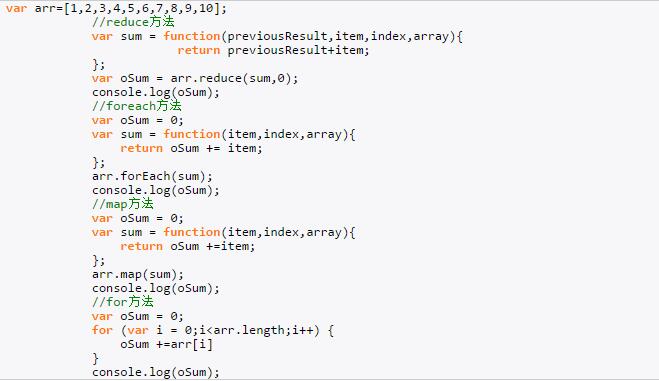 var arr=[1,2,3,4,5,6,7,8,9,10];
//reduce方法
var sum = function(previousResult,item,index,array){
return previousResult+item;
};
var oSum = arr.reduce(sum,0);
console.log(oSum);
//foreach方法
var oSum = 0;
var sum = function(item,index,array){
return oSum += item;
};
arr.forEach(sum);
console.log(oSum);
//map方法
var oSum = 0;
var sum = function(item,index,array){
return oSum +=item;
};
arr.map(sum);
console.log(oSum);
//for方法
var oSum = 0;
for (var i = 0;i<arr.length;i++) {
oSum +=arr[i]
}
console.log(oSum);